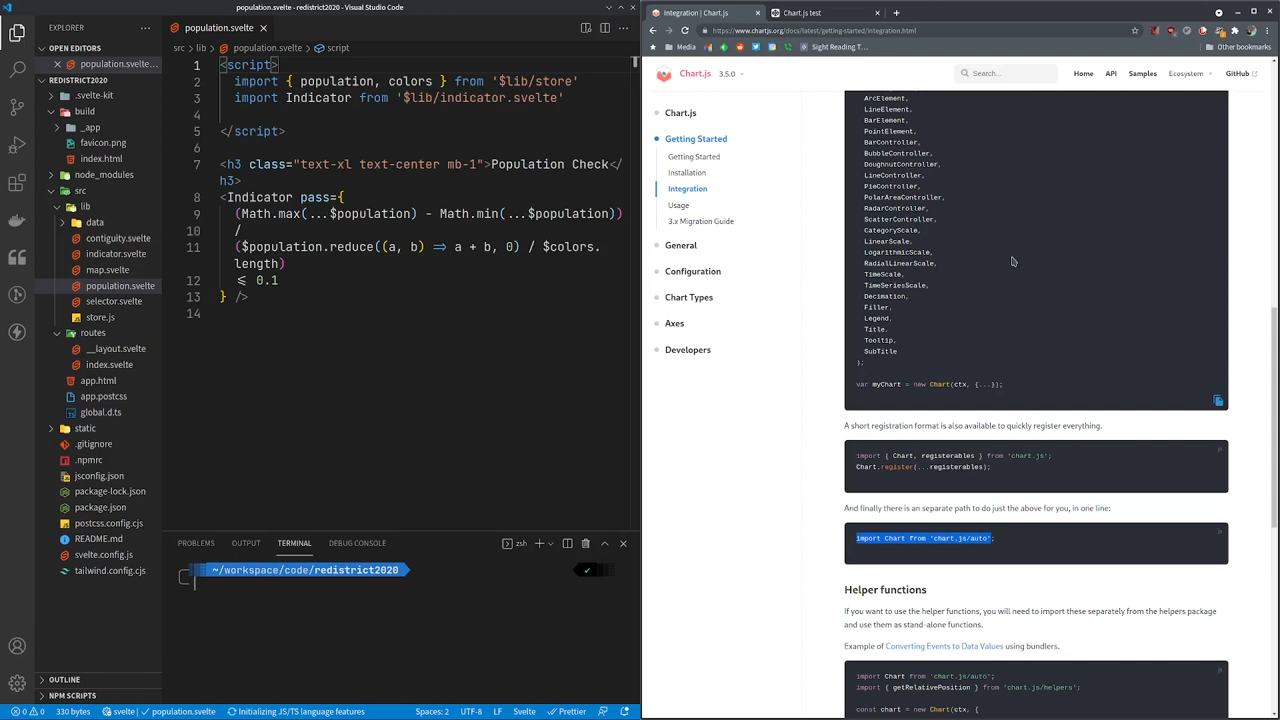 population.svelte - redistrict2020 - Visual Studio Code
EXPLORER
OPEN EDITORS
population.svelte...
REDISTRICT2020
.svelte-kit
build
_app
favicon.png
index.html
node_modules
src
lib
data
contiguity.svelte
indicator.svelte
map.svelte
population.svelte
selector.svelte
store.js
routes
__layout.svelte
index.svelte
app.html
app.postcss
global.d.ts
static
.gitignore
.npmrc
jsconfig.json
package-lock.json
package.json
postcss.config.cjs
README.md
svelte.config.js
tailwind.config.cjs
OUTLINE
NPM SCRIPTS
population.svelte
src > lib > population.svelte > script
1 <script>
2 import { population, colors } from '$lib/store'
3 import Indicator from '$lib/indicator.svelte'
4
5 </script>
6
7 <h3 class="text-xl text-center mb-1">Population Check</
h3>
8
9 <Indicator pass={
10 (Math.max(...$population) - Math.min(...$population))
/
11 ($population.reduce((a, b) => a + b, 0) / $colors.
length)
12 <= 0.1
13 } />
14
PROBLEMS OUTPUT TERMINAL DEBUG CONSOLE
zsh
~/workspace/code/redistrict2020
0 0 330 bytes svelte population.svelte Initializing JS/TS language features
Spaces: 2 UTF-8 LF Svelte Prettier
Integration | Chart.js
Chart.js test
https://www.chartjs.org/docs/latest/getting-started/integration.html
Media
Sight Reading T...
Other bookmarks
Chart.js 3.5.0
Search...
Home API Samples Ecosystem GitHub
Chart.js
Getting Started
Getting Started
Installation
Integration
Usage
3.x Migration Guide
General
Configuration
Chart Types
Axes
Developers
ArcElement,
LineElement,
BarElement,
PointElement,
BarController,
BubbleController,
DoughnutController,
LineController,
PieController,
PolarAreaController,
RadarController,
ScatterController,
CategoryScale,
LinearScale,
LogarithmicScale,
RadialLinearScale,
TimeScale,
TimeSeriesScale,
Decimation,
Filler,
Legend,
Title,
Tooltip,
SubTitle
);
var myChart = new Chart(ctx, {...});
A short registration format is also available to quickly register everything.
js
import { Chart, registerables } from 'chart.js';
Chart.register(...registerables);
And finally there is an separate path to do just the above for you, in one line:
js
import Chart from 'chart.js/auto';
Helper functions
If you want to use the helper functions, you will need to import these separately from the helpers package
and use them as stand-alone functions.
Example of Converting Events to Data Values using bundlers.
js
import Chart from 'chart.js/auto';
import { getRelativePosition } from 'chart.js/helpers';
const chart = new Chart(ctx, {